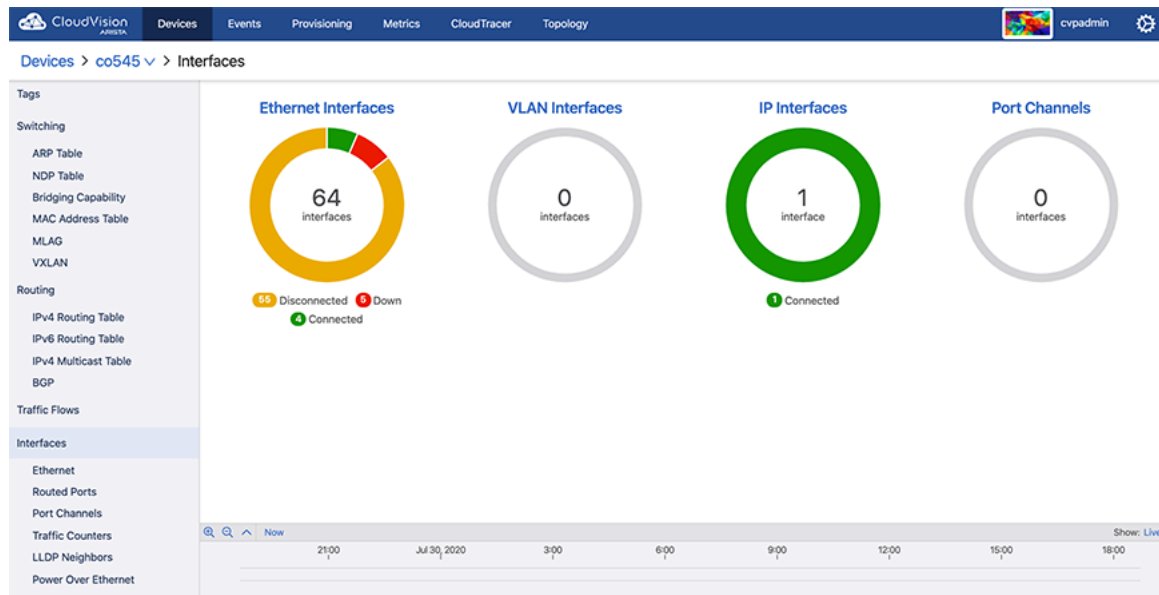 CloudVision
ARISTA
Devices Events Provisioning Metrics CloudTracer Topology
cvpadmin
Devices > co545 > Interfaces
Tags
Switching
ARP Table
NDP Table
Bridging Capability
MAC Address Table
MLAG
VXLAN
Routing
IPv4 Routing Table
IPv6 Routing Table
IPv4 Multicast Table
BGP
Traffic Flows
Interfaces
Ethernet
Routed Ports
Port Channels
Traffic Counters
LLDP Neighbors
Power Over Ethernet
Ethernet Interfaces
64
interfaces
55 Disconnected 5 Down
4 Connected
VLAN Interfaces
0
interfaces
IP Interfaces
1
interface
1 Connected
Port Channels
0
interfaces
Now
Show: Live
21:00 Jul 30, 2020 3:00 6:00 9:00 12:00 15:00 18:00